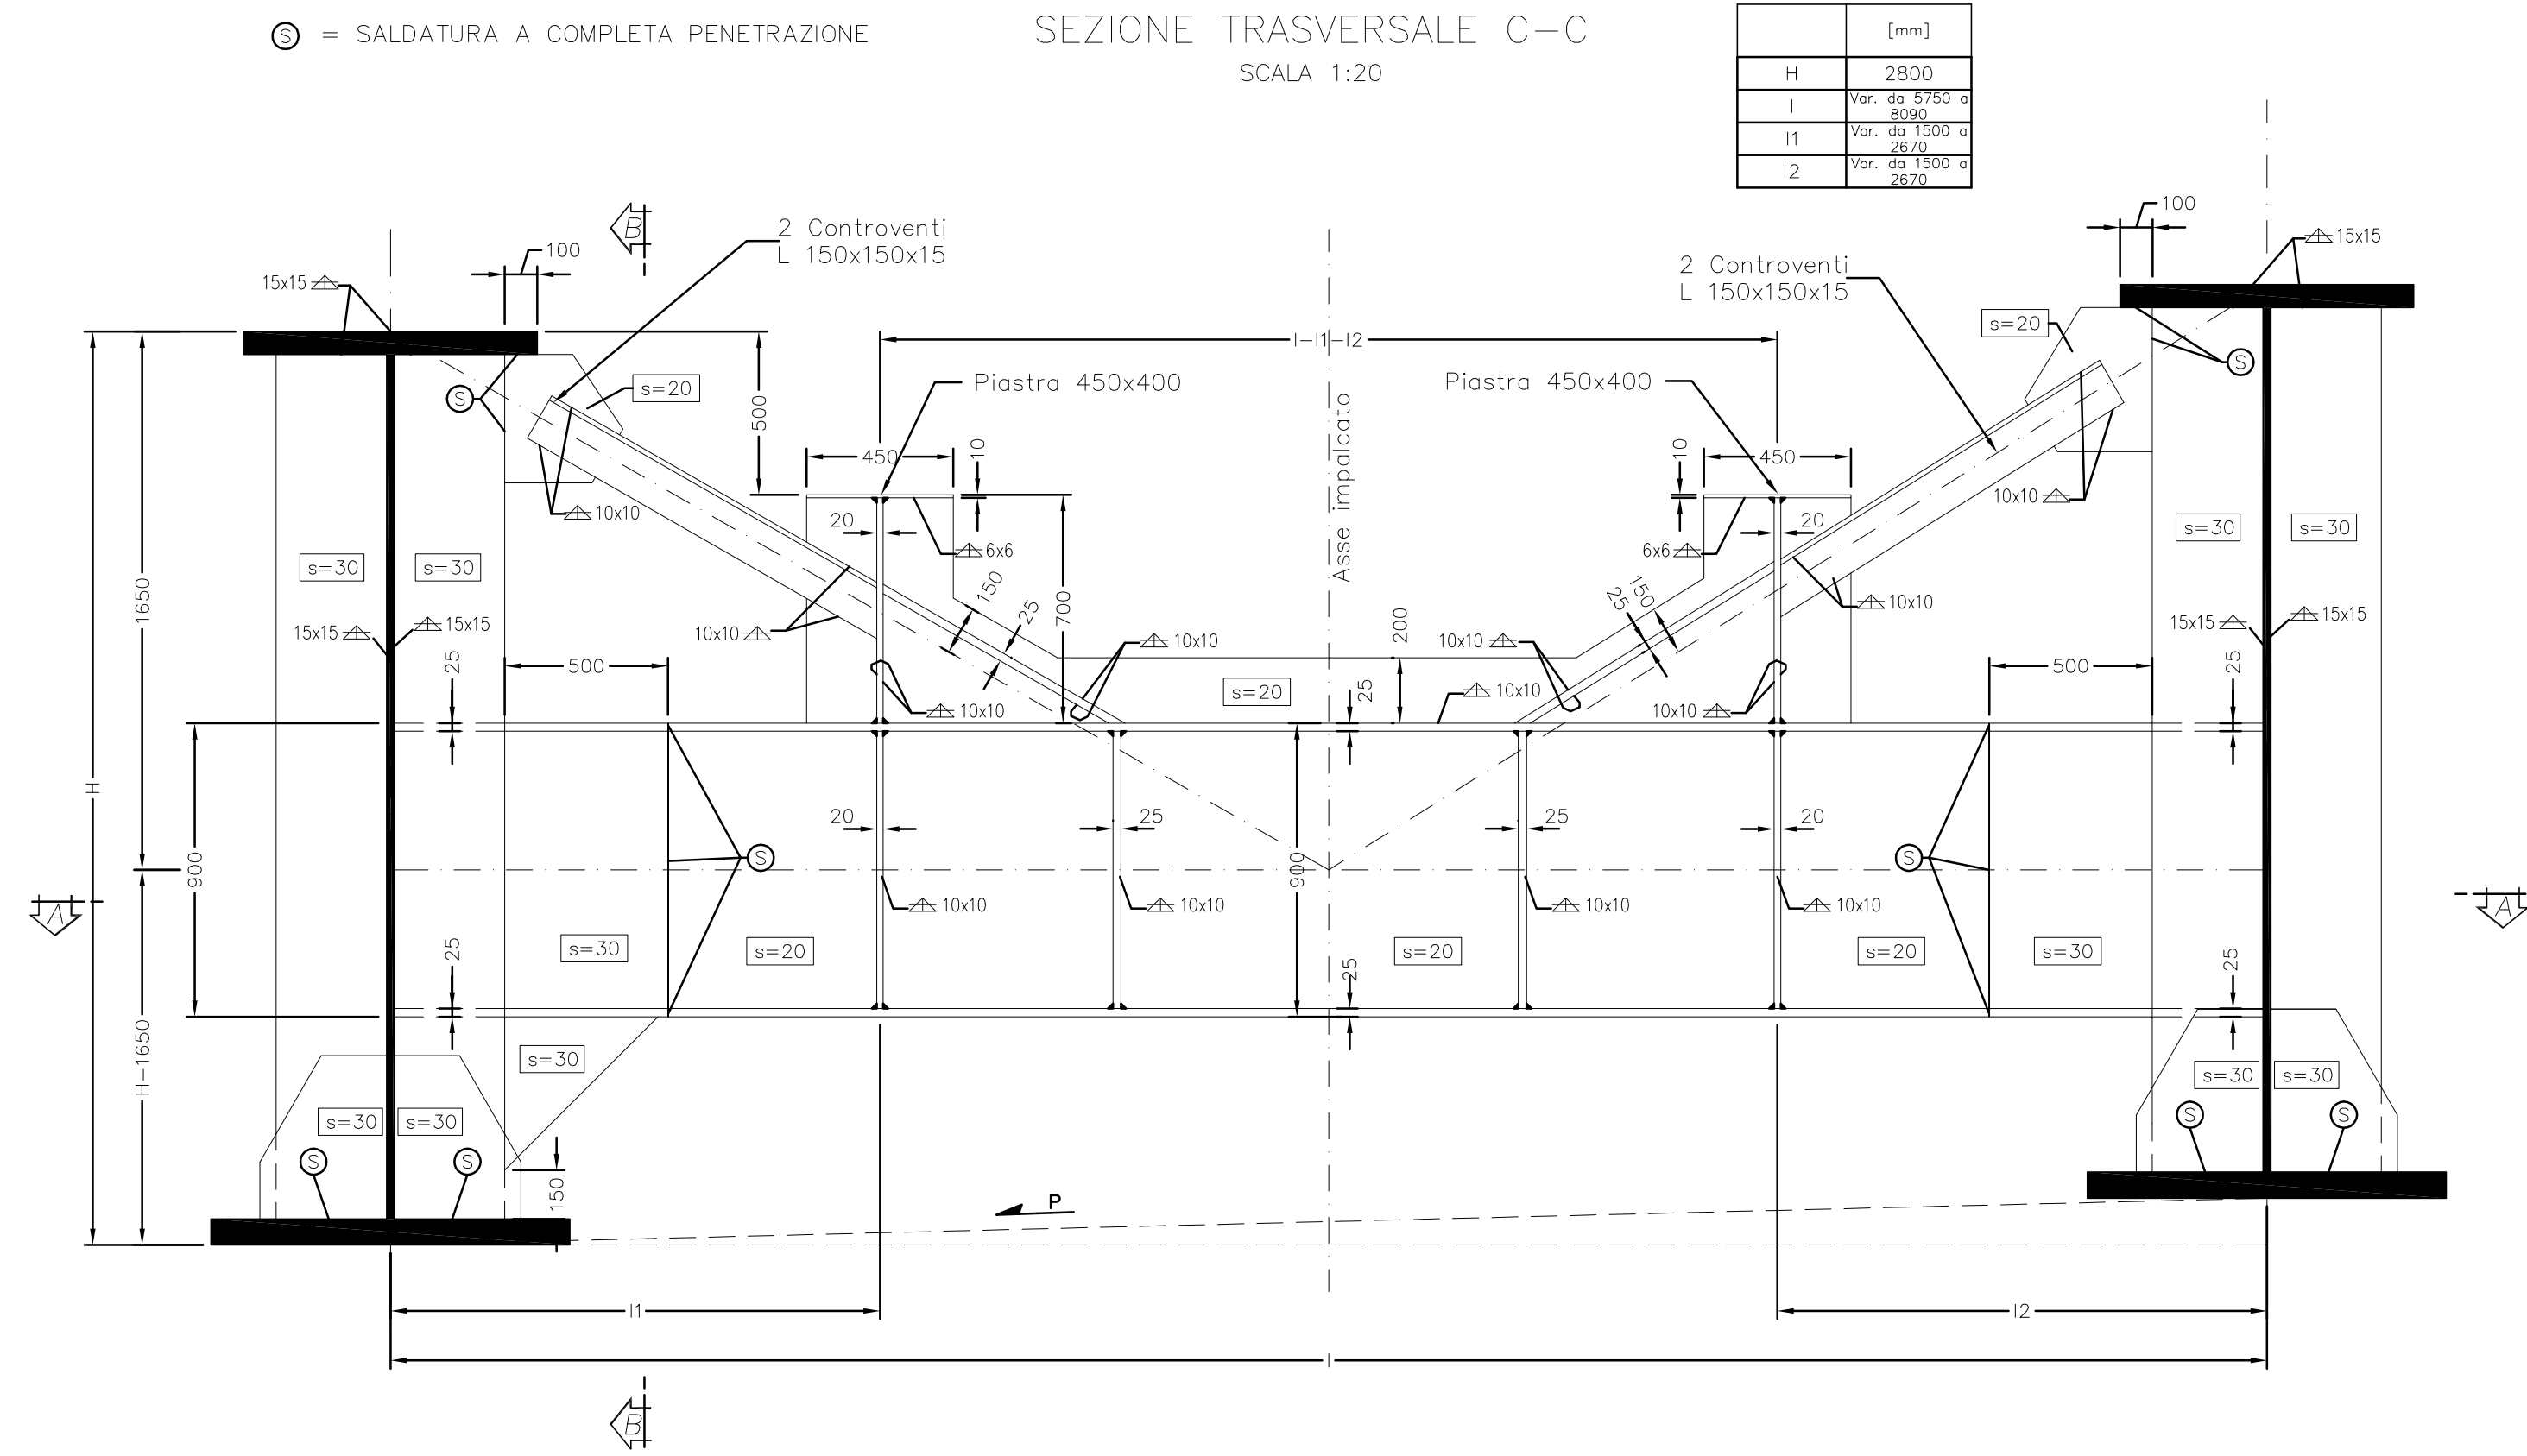 S = SALDATURA A COMPLETA PENETRAZIONE
SEZIONE TRASVERSALE C-C
SCALA 1:20
[mm]
H 2800
l Var. da 5750 a
8090
l1 Var. da 1500 a
2670
l2 Var. da 1500 a
2670
B
2 Controventi
L 150x150x15
100
15x15
2 Controventi
L 150x150x15
100
15x15
s=20
S
l-l1-l2
Piastra 450x400
Piastra 450x400
s=20
S
500
450
10
Asse impalcato
10
450
10x10
10x10
20
6x6
6x6
20
s=30
s=30
s=30
s=30
1650
150
25
700
25
150
10x10
10x10
15x15
15x15
15x15
15x15
10x10
200
10x10
25
500
500
25
s=20
25
10x10
10x10
10x10
H
900
20
25
900
25
20
S
S
10x10
10x10
10x10
10x10
A
A
25
s=30
s=20
25
s=20
s=20
s=30
25
H-1650
s=30
s=30
s=30
s=30
s=30
S
S
S
S
150
P
l1
l2
l
B